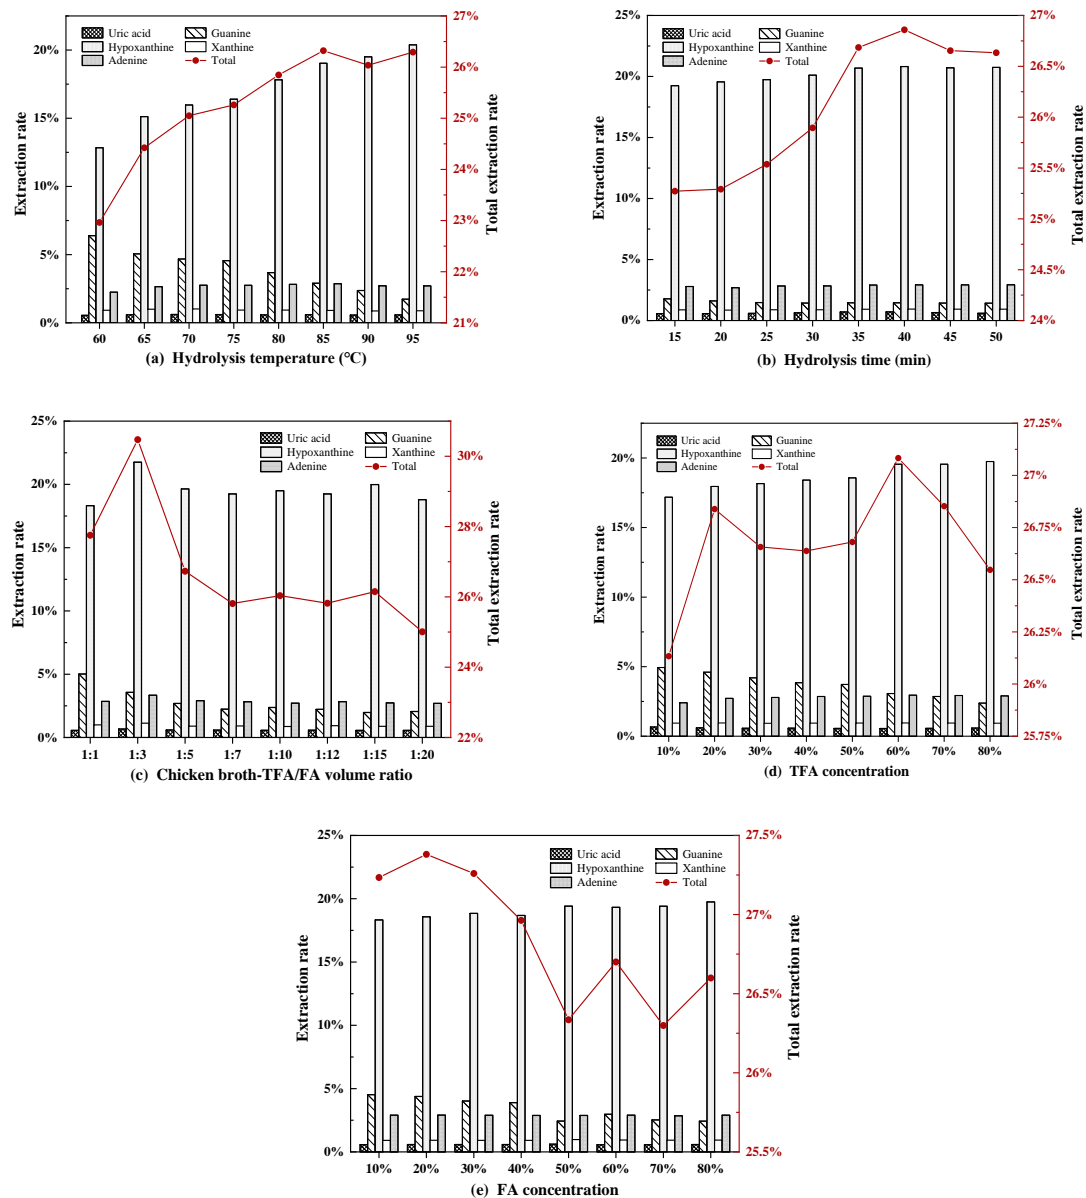 27%
Uric acid Guanine
Hypoxanthine Xanthine
Adenine Total
20%
26%
15%
25%
10%
24%
23%
5%
22%
0%
21%
Extraction rate
Total extraction rate
60 65 70 75 80 85 90 95
(a) Hydrolysis temperature (℃)
25%
27%
Uric acid Guanine
Hypoxanthine Xanthine
Adenine Total
26.5%
20%
26%
15%
25.5%
10%
25%
5%
24.5%
0%
24%
Extraction rate
Total extraction rate
15 20 25 30 35 40 45 50
(b) Hydrolysis time (min)
25%
Uric acid Guanine
Hypoxanthine Xanthine
Adenine Total
30%
20%
28%
15%
26%
10%
24%
5%
0%
22%
Extraction rate
Total extraction rate
1:1 1:3 1:5 1:7 1:10 1:12 1:15 1:20
(c) Chicken broth-TFA/FA volume ratio
27.25%
Uric acid Guanine
Hypoxanthine Xanthine
Adenine Total
20%
27%
26.75%
15%
26.5%
10%
26.25%
5%
26%
0%
25.75%
Extraction rate
Total extraction rate
10% 20% 30% 40% 50% 60% 70% 80%
(d) TFA concentration
25%
27.5%
Uric acid Guanine
Hypoxanthine Xanthine
Adenine Total
20%
27%
15%
26.5%
10%
26%
5%
0%
25.5%
Extraction rate
Total extraction rate
10% 20% 30% 40% 50% 60% 70% 80%
(e) FA concentration